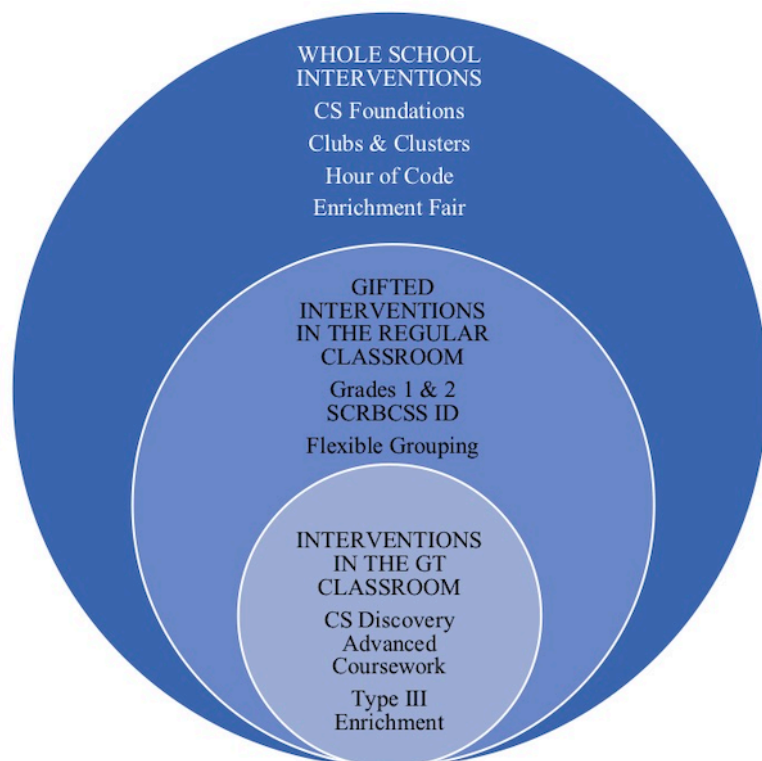 WHOLE SCHOOL
INTERVENTIONS
CS Foundations
Clubs & Clusters
Hour of Code
Enrichment Fair
GIFTED
INTERVENTIONS
IN THE REGULAR
CLASSROOM
Grades 1 & 2
SCRBCSS ID
Flexible Grouping
INTERVENTIONS
IN THE GT
CLASSROOM
CS Discovery
Advanced
Coursework
Type III
Enrichment